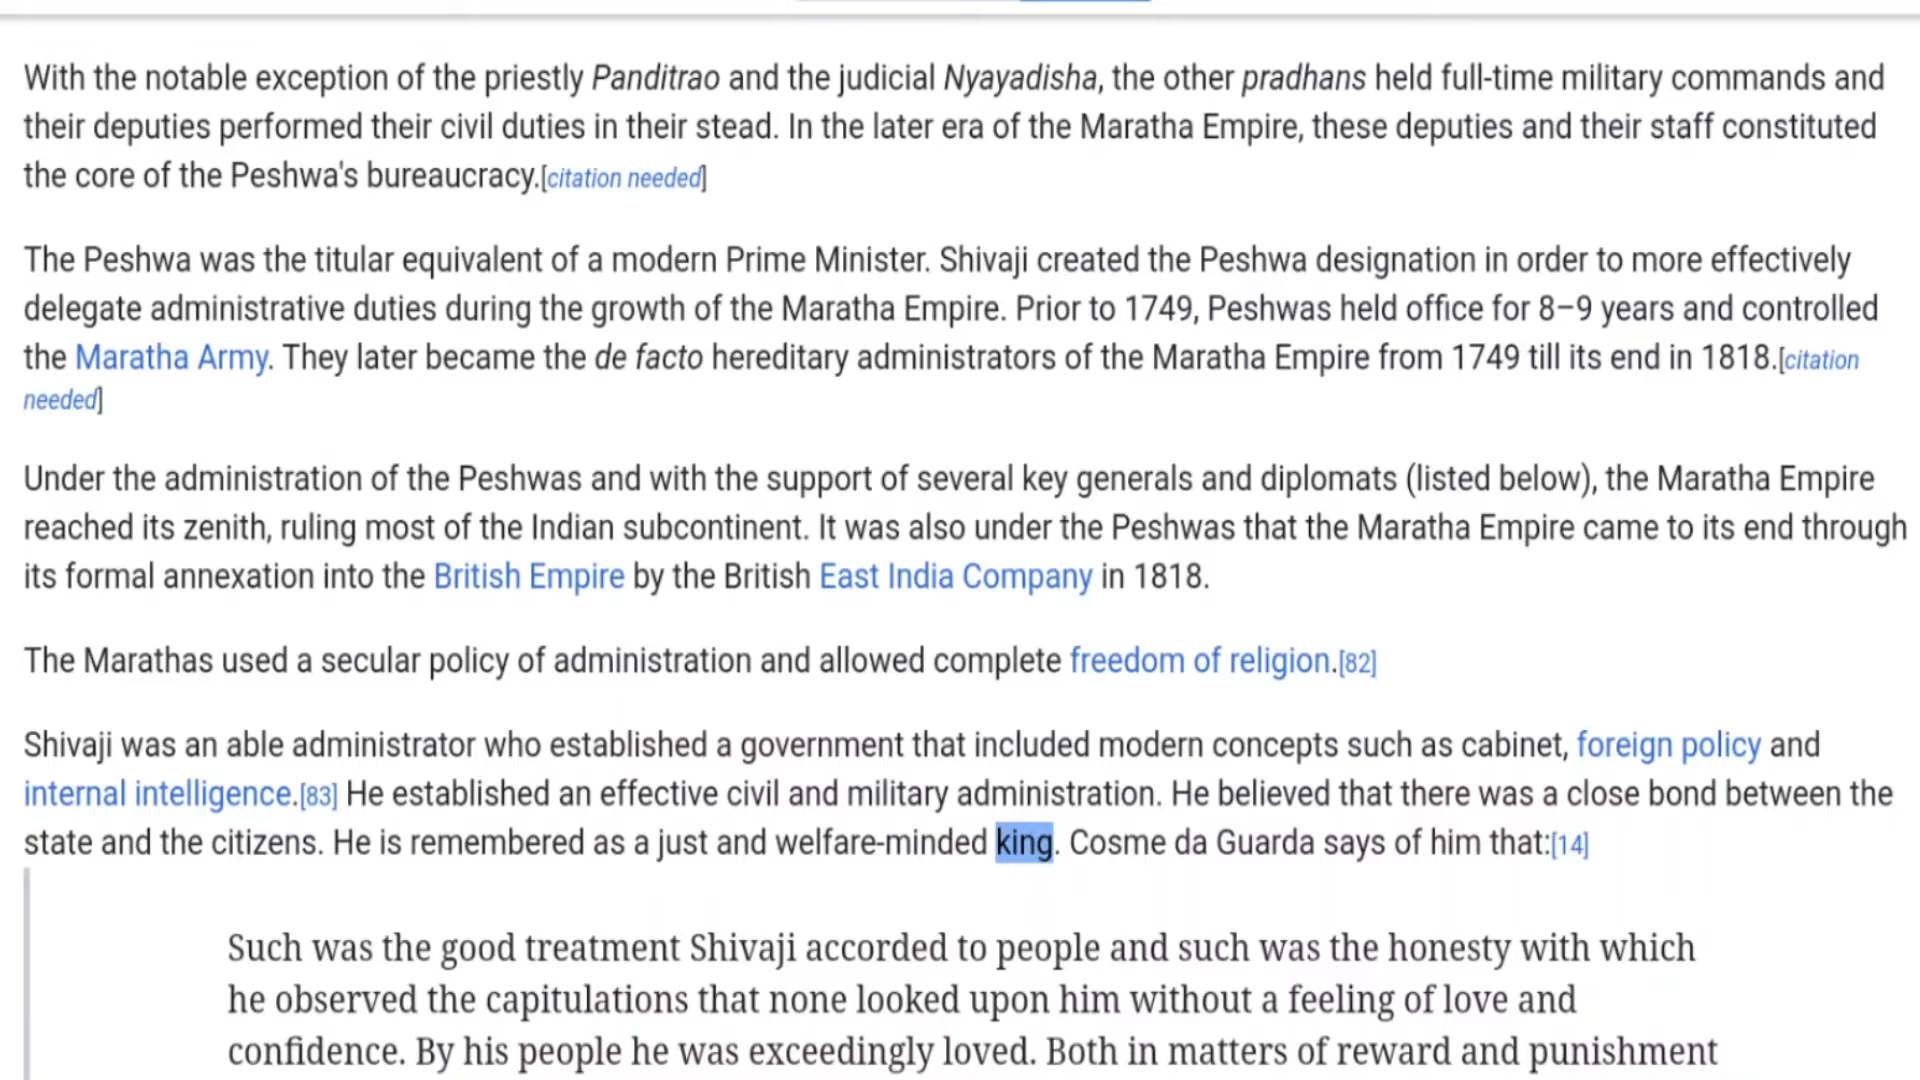 With the notable exception of the priestly Panditrao and the judicial Nyayadisha, the other pradhans held full-time military commands and
their deputies performed their civil duties in their stead. In the later era of the Maratha Empire, these deputies and their staff constituted
the core of the Peshwa's bureaucracy.[citation needed]
The Peshwa was the titular equivalent of a modern Prime Minister. Shivaji created the Peshwa designation in order to more effectively
delegate administrative duties during the growth of the Maratha Empire. Prior to 1749, Peshwas held office for 8–9 years and controlled
the Maratha Army. They later became the de facto hereditary administrators of the Maratha Empire from 1749 till its end in 1818.[citation
needed]
Under the administration of the Peshwas and with the support of several key generals and diplomats (listed below), the Maratha Empire
reached its zenith, ruling most of the Indian subcontinent. It was also under the Peshwas that the Maratha Empire came to its end through
its formal annexation into the British Empire by the British East India Company in 1818.
The Marathas used a secular policy of administration and allowed complete freedom of religion.[82]
Shivaji was an able administrator who established a government that included modern concepts such as cabinet, foreign policy and
internal intelligence.[83] He established an effective civil and military administration. He believed that there was a close bond between the
state and the citizens. He is remembered as a just and welfare-minded king. Cosme da Guarda says of him that:[14]
Such was the good treatment Shivaji accorded to people and such was the honesty with which
he observed the capitulations that none looked upon him without a feeling of love and
confidence. By his people he was exceedingly loved. Both in matters of reward and punishment